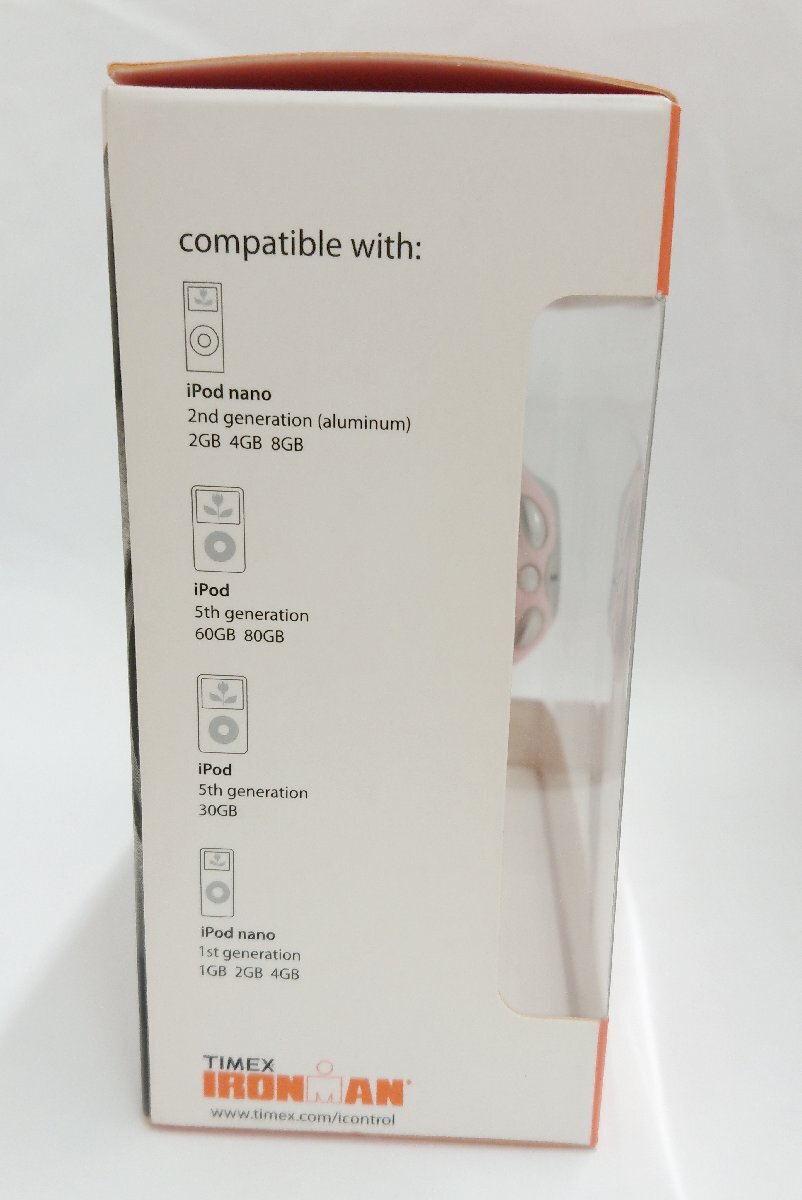 compatible with:
iPod nano
2nd generation (aluminum)
2GB 4GB 8GB
iPod
5th generation
60GB 80GB
iPod
5th generation
30GB
iPod nano
1st generation
1GB 2GB 4GB
TIMEX
IRONMAN®
www.timex.com/icontrol